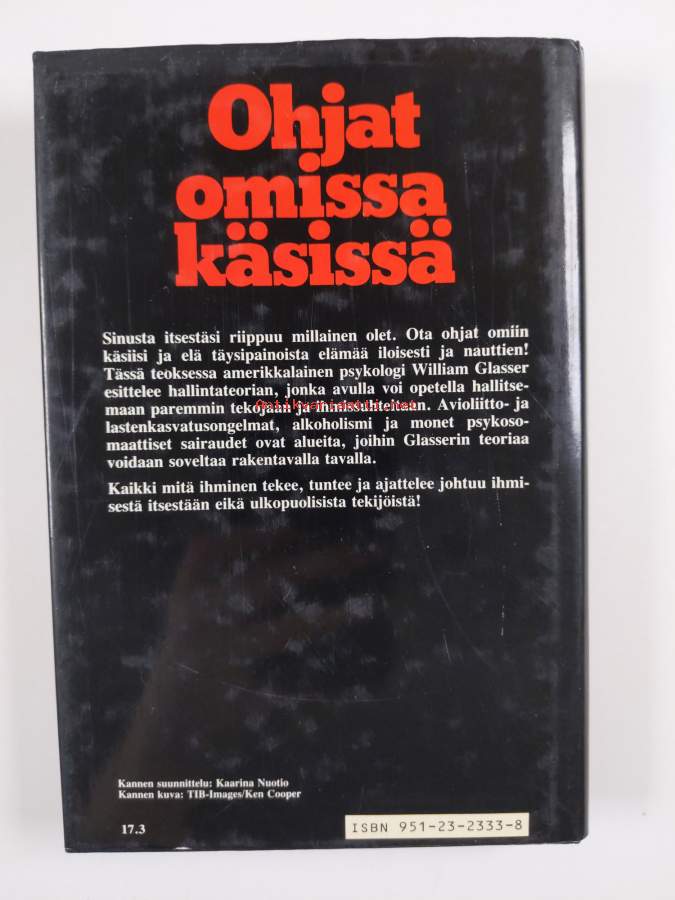 Ohjat
omissa
käsissä
Sinusta itsestäsi riippuu millainen olet. Ota ohjat omiin
käsiisi ja elä täysipainoista elämää iloisesti ja nauttien!
Tässä teoksessa amerikkalainen psykologi William Glasser
esittelee hallintateorian, jonka avulla voi opetella hallitse-
maan paremmin tekojaan ja
Antikvariaatti.net
lastenkasvatusongelmat, alkoholismi ja monet psykoso-
maattiset sairaudet ovat alueita, joihin Glasserin teoriaa
voidaan soveltaa rakentavalla tavalla.
Kaikki mitä ihminen tekee, tuntee ja ajattelee johtuu ihmi-
sestä itsestään eikä ulkopuolisista tekijöistä!
Kannen suunnittelu: Kaarina Nuotio
Kannen kuva: TIB-Images/Ken Cooper
17.3
ISBN 951-23-2333-8